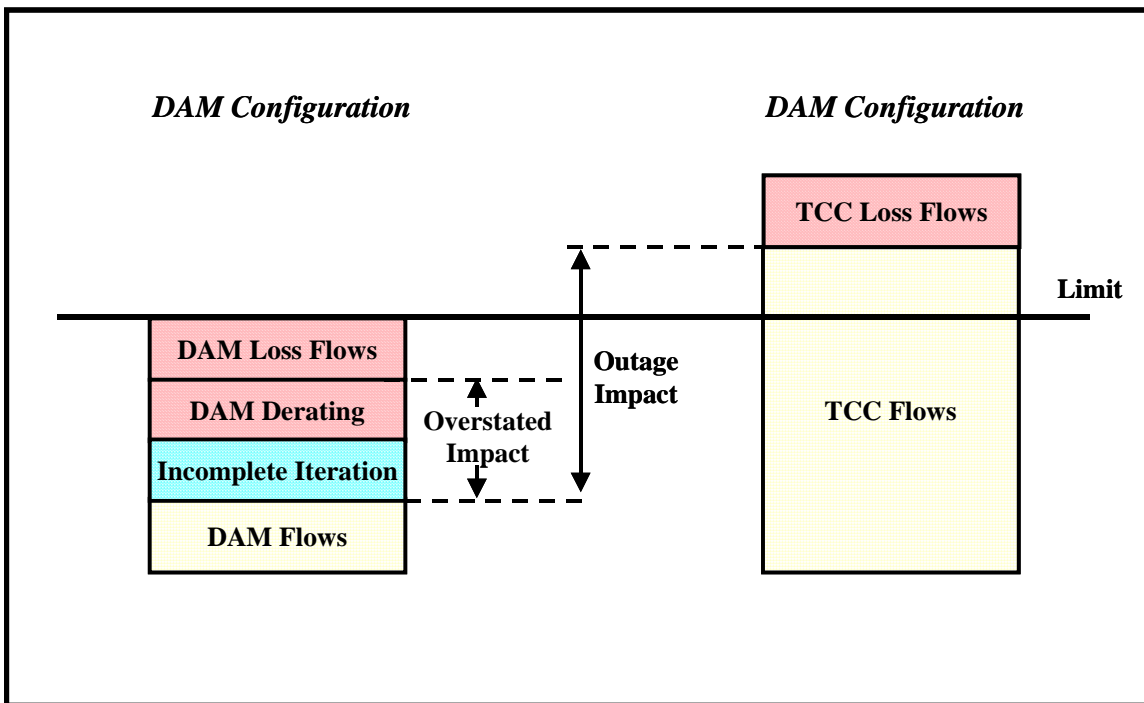 DAM Configuration
DAM Configuration
TCC Loss Flows
Limit
DAM Loss Flows
Outage
Impact
DAM Derating
TCC Flows
Overstated
Impact
Incomplete Iteration
DAM Flows